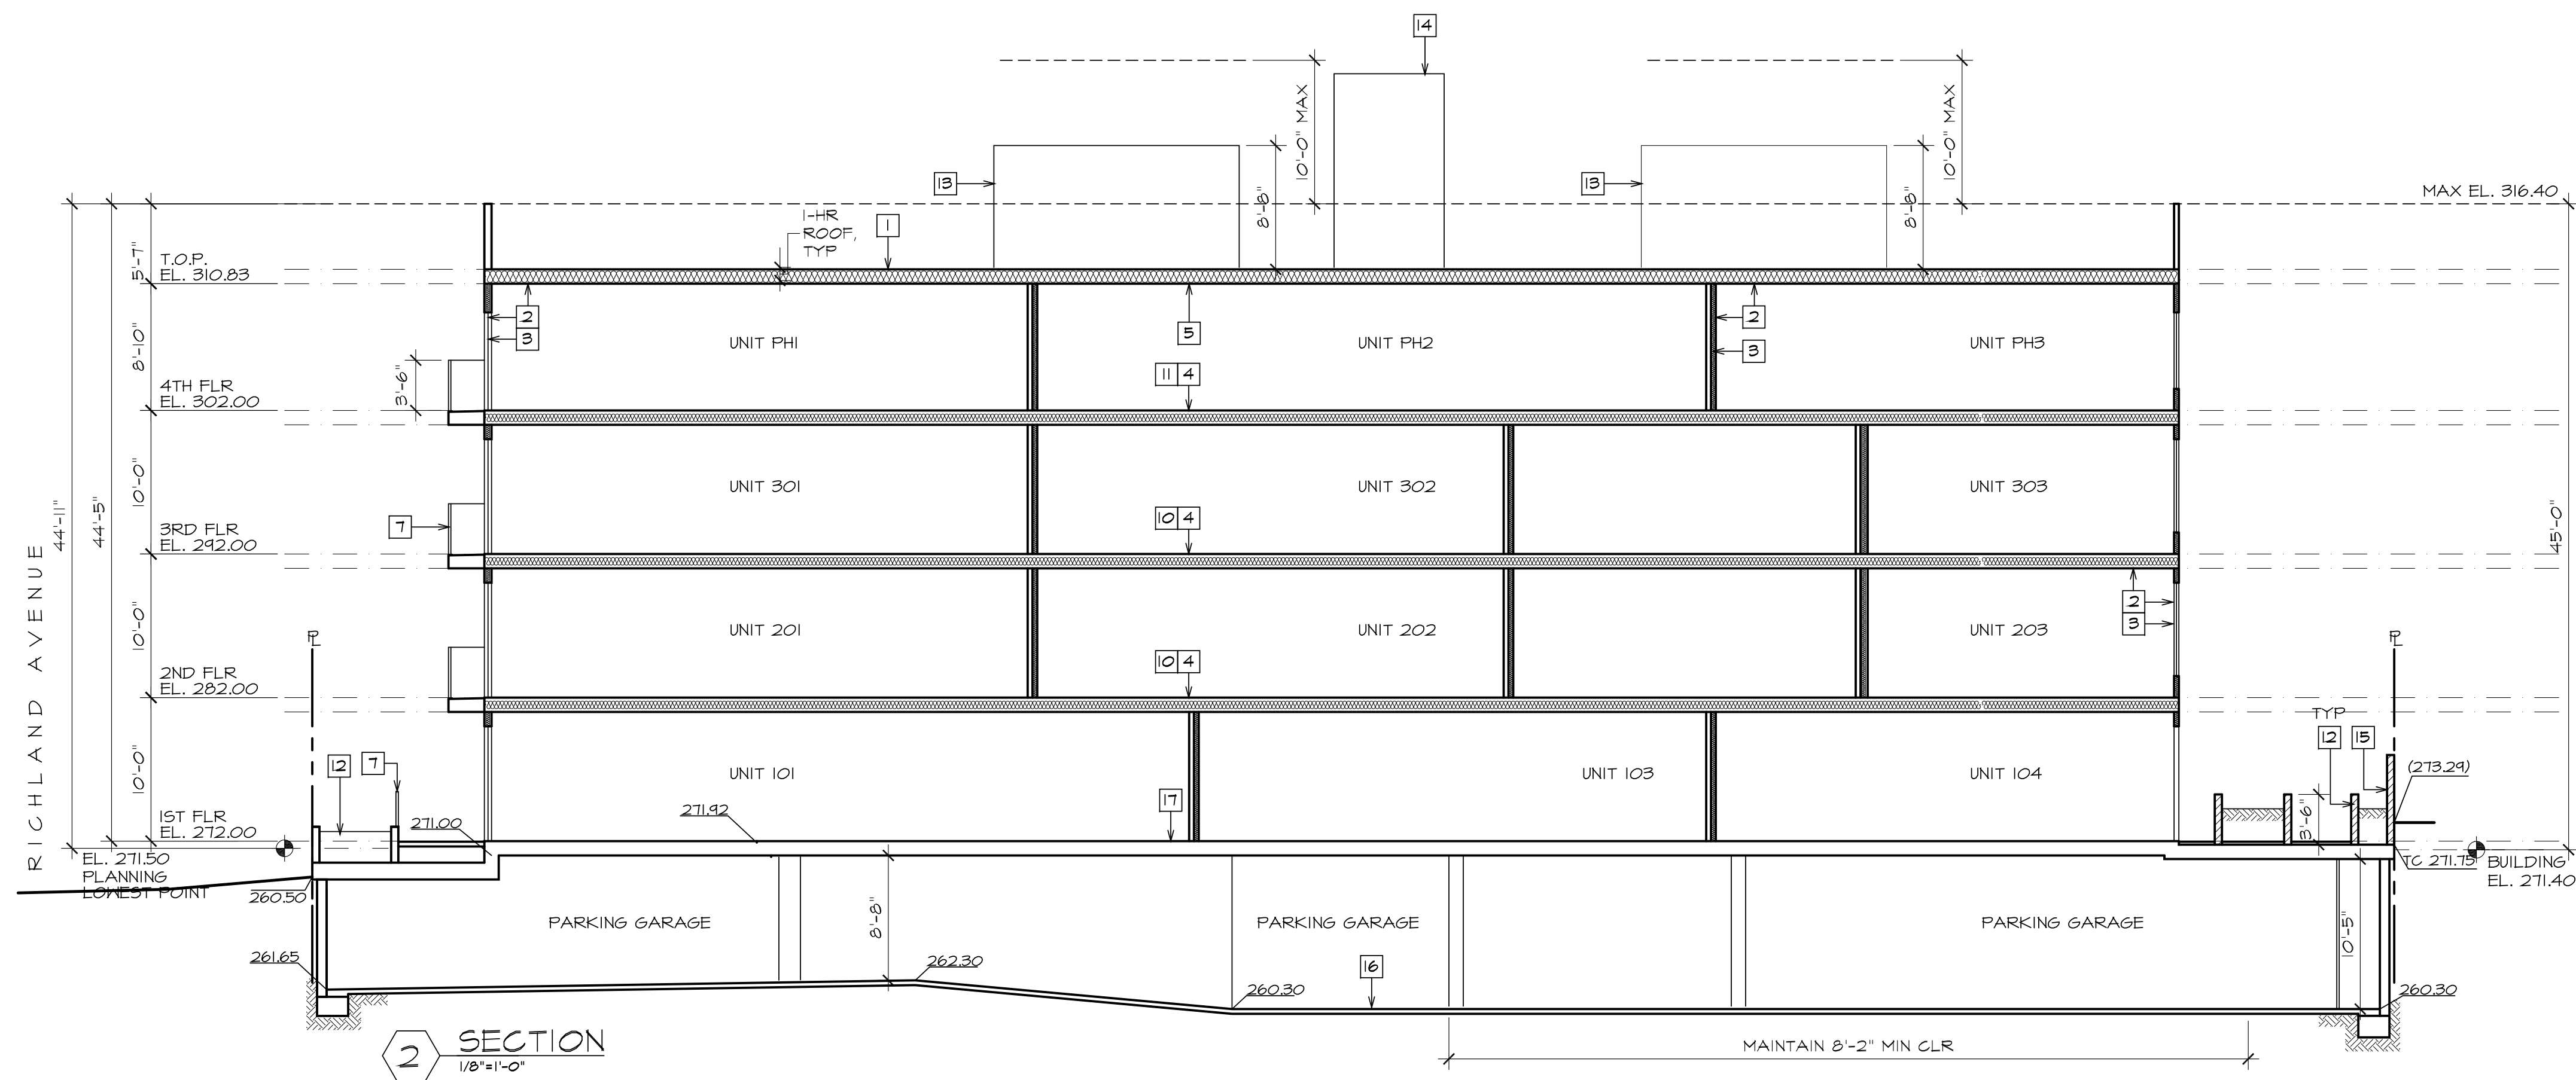 14
10'-0" MAX
10'-0" MAX
13
8'-8"
13
8'-8"
MAX EL. 316.40
1-HR
ROOF,
TYP
1
5'-7"
T.O.P.
EL. 310.83
2
3
5
2
3
UNIT PH1
UNIT PH2
UNIT PH3
8'-10"
3'-6"
11 4
4TH FLR
EL. 302.00
44'-11"
44'-5"
10'-0"
UNIT 301
UNIT 302
UNIT 303
45'-0"
7
10 4
3RD FLR
EL. 292.00
RICHLAND AVENUE
10'-0"
2
3
UNIT 201
UNIT 202
UNIT 203
PL
PL
10 4
2ND FLR
EL. 282.00
TYP
12
15
12
7
10'-0"
UNIT 101
UNIT 103
UNIT 104
(273.29)
17
3'-6"
1ST FLR
EL. 272.00
271.00
271.92
EL. 271.50
PLANNING
LOWEST POINT
260.50
TC 271.75
BUILDING
EL. 271.40
PARKING GARAGE
8'-8"
PARKING GARAGE
PARKING GARAGE
10'-5"
261.65
262.30
16
260.30
260.30
2
SECTION
1/8"=1'-0"
MAINTAIN 8'-2" MIN CLR